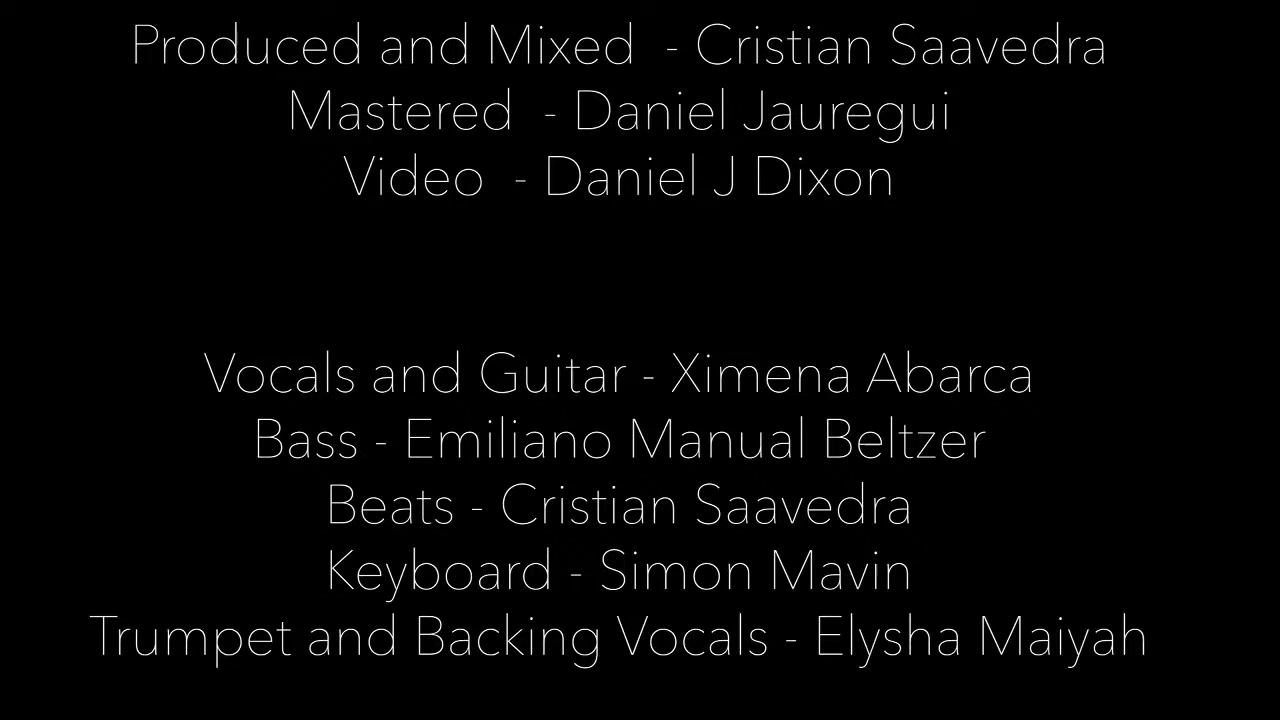 Produced and Mixed - Cristian Saavedra
Mastered - Daniel Jauregui
Video - Daniel J Dixon
Vocals and Guitar - Ximena Abarca
Bass - Emiliano Manual Beltzer
Beats - Cristian Saavedra
Keyboard - Simon Mavin
Trumpet and Backing Vocals - Elysha Maiyah